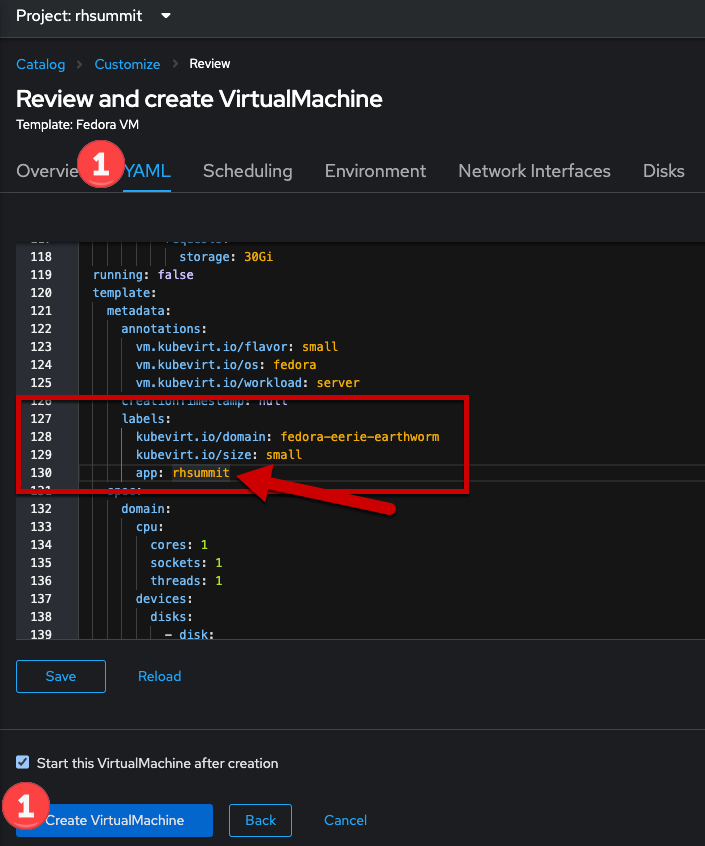 Project: rhsummit
Catalog > Customize > Review
Review and create VirtualMachine
Template: Fedora VM
Overvie 1 YAML Scheduling Environment Network Interfaces Disks
118 storage: 30Gi
119 running: false
120 template:
121 metadata:
122 annotations:
123 vm.kubevirt.io/flavor: small
124 vm.kubevirt.io/os: fedora
125 vm.kubevirt.io/workload: server
126 creationTimestamp: null
127 labels:
128 kubevirt.io/domain: fedora-eerie-earthworm
129 kubevirt.io/size: small
130 app: rhsummit
131 spec:
132 domain:
133 cpu:
134 cores: 1
135 sockets: 1
136 threads: 1
137 devices:
138 disks:
139 - disk:
Save Reload
Start this VirtualMachine after creation
1 Create VirtualMachine Back Cancel